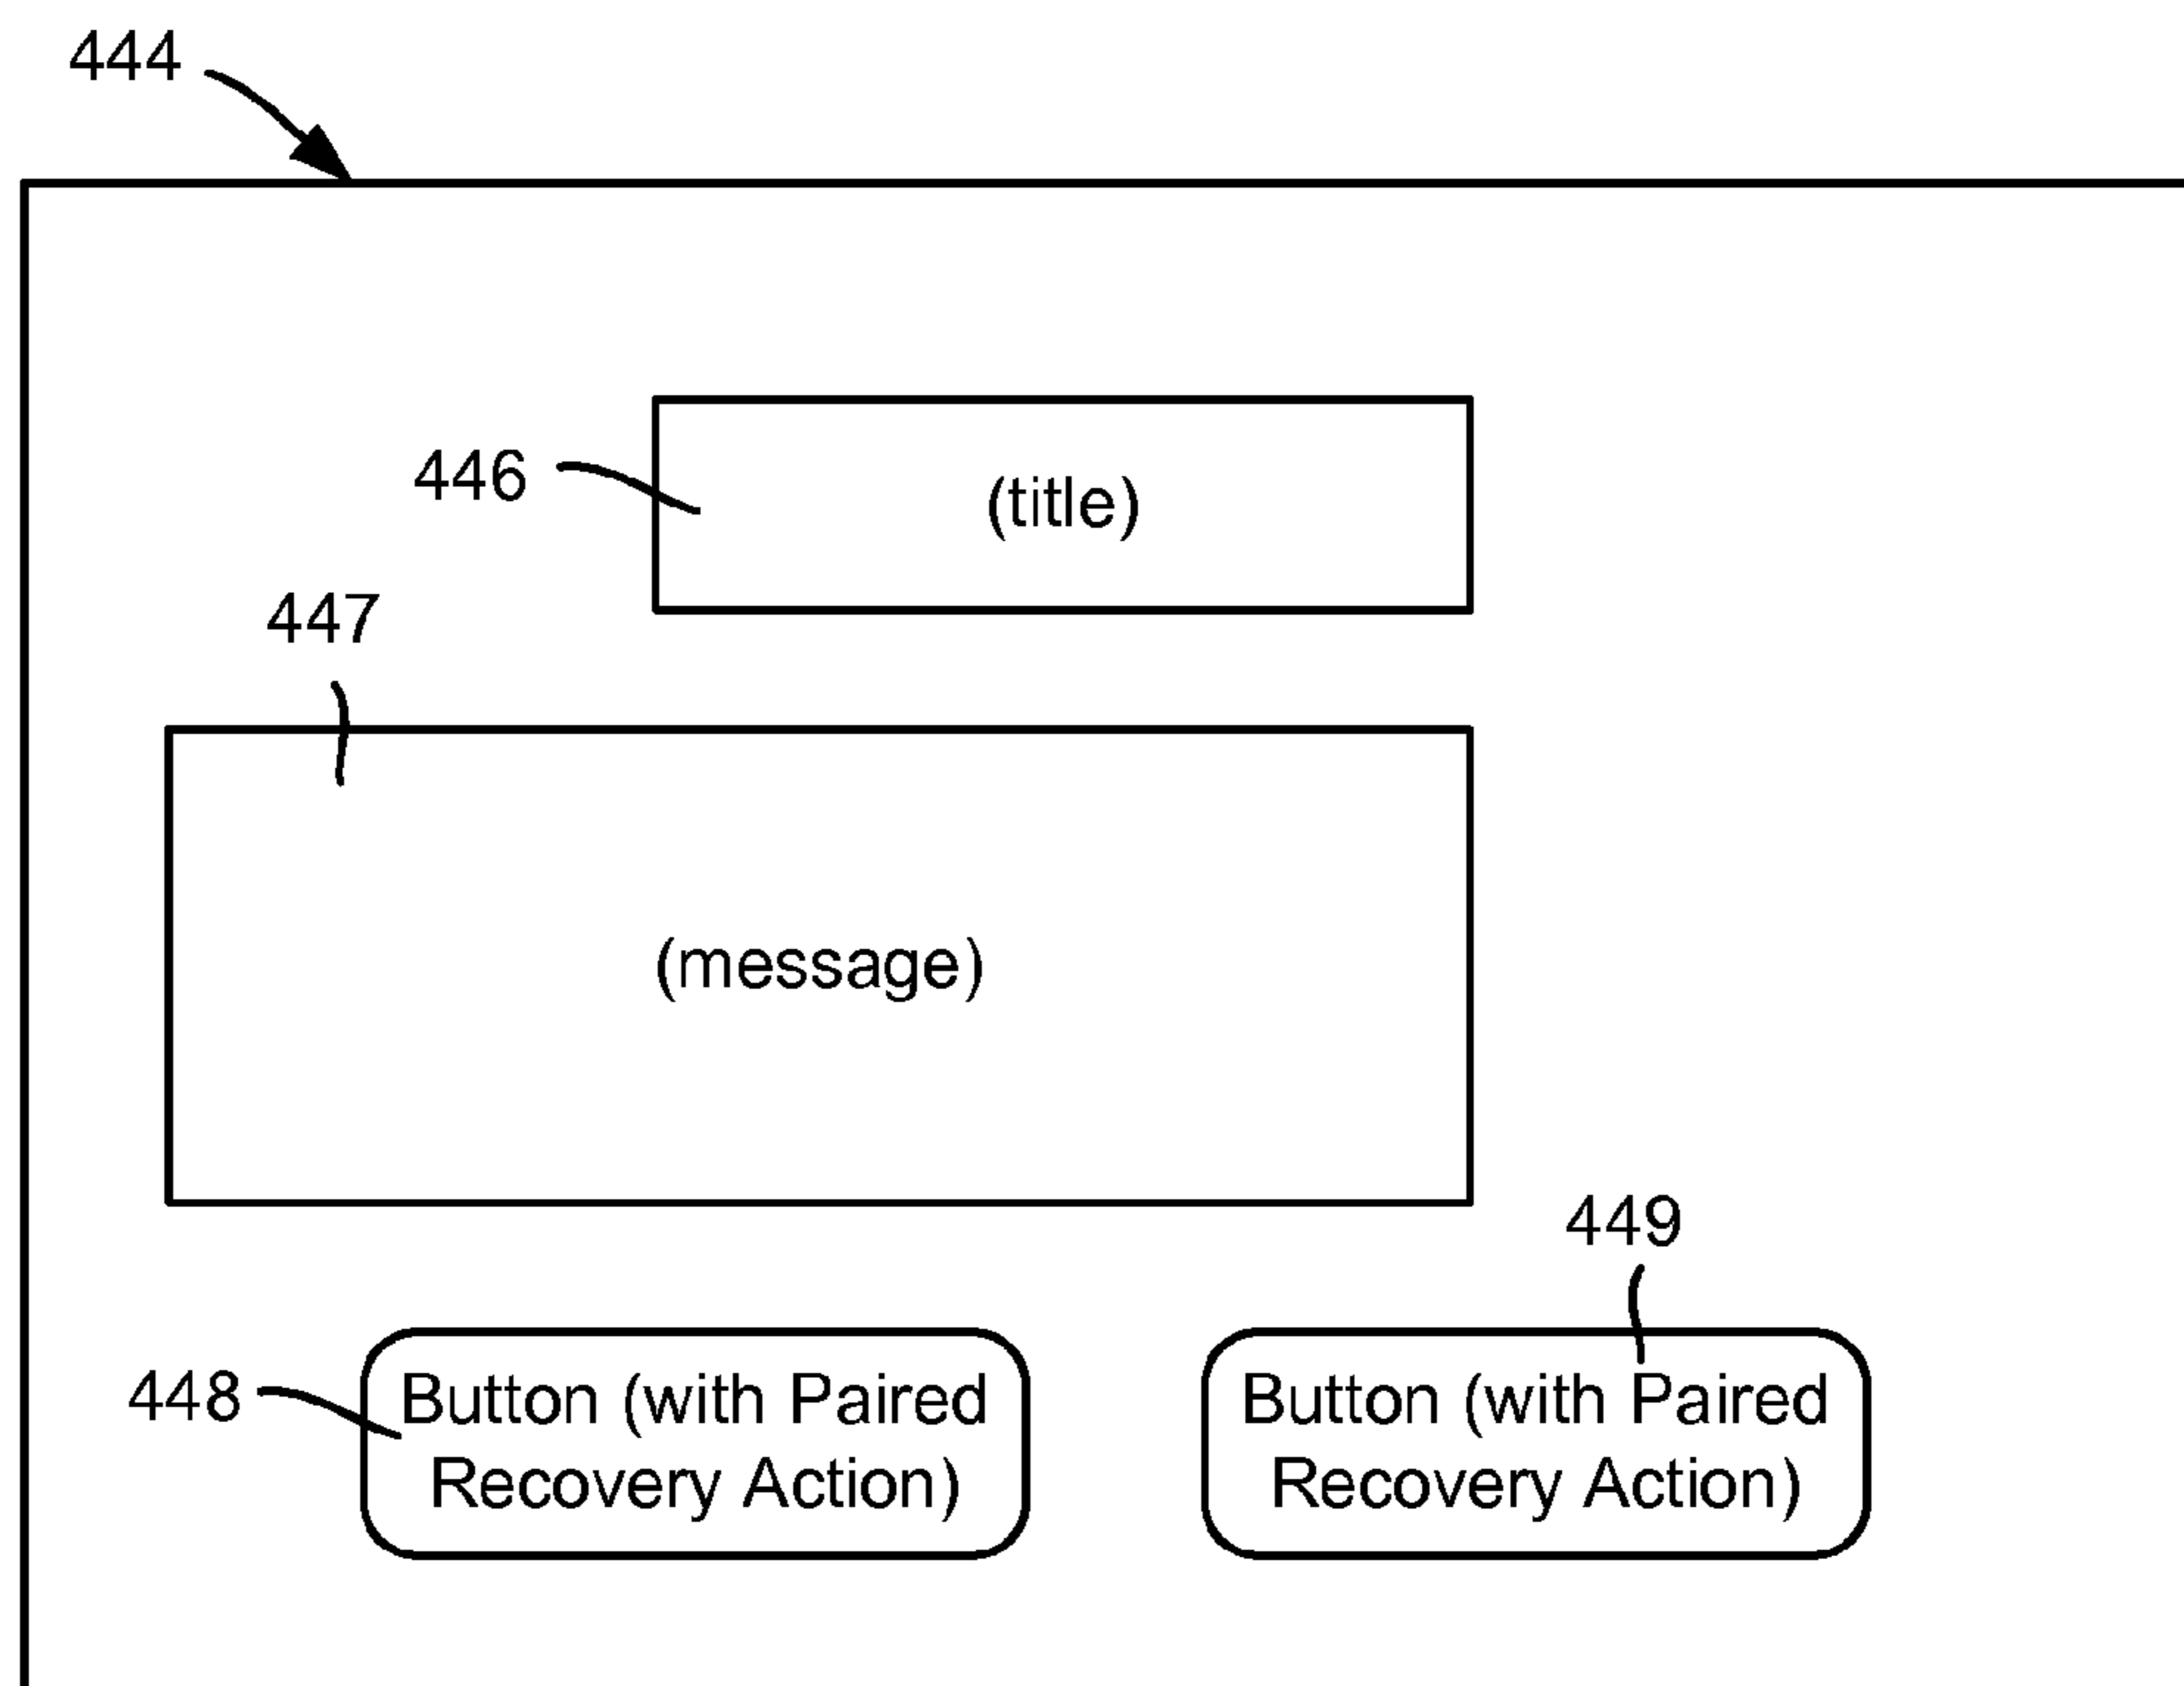 444
446
(title)
447
(message)
449
448
Button (with Paired
Recovery Action)
Button (with Paired
Recovery Action)